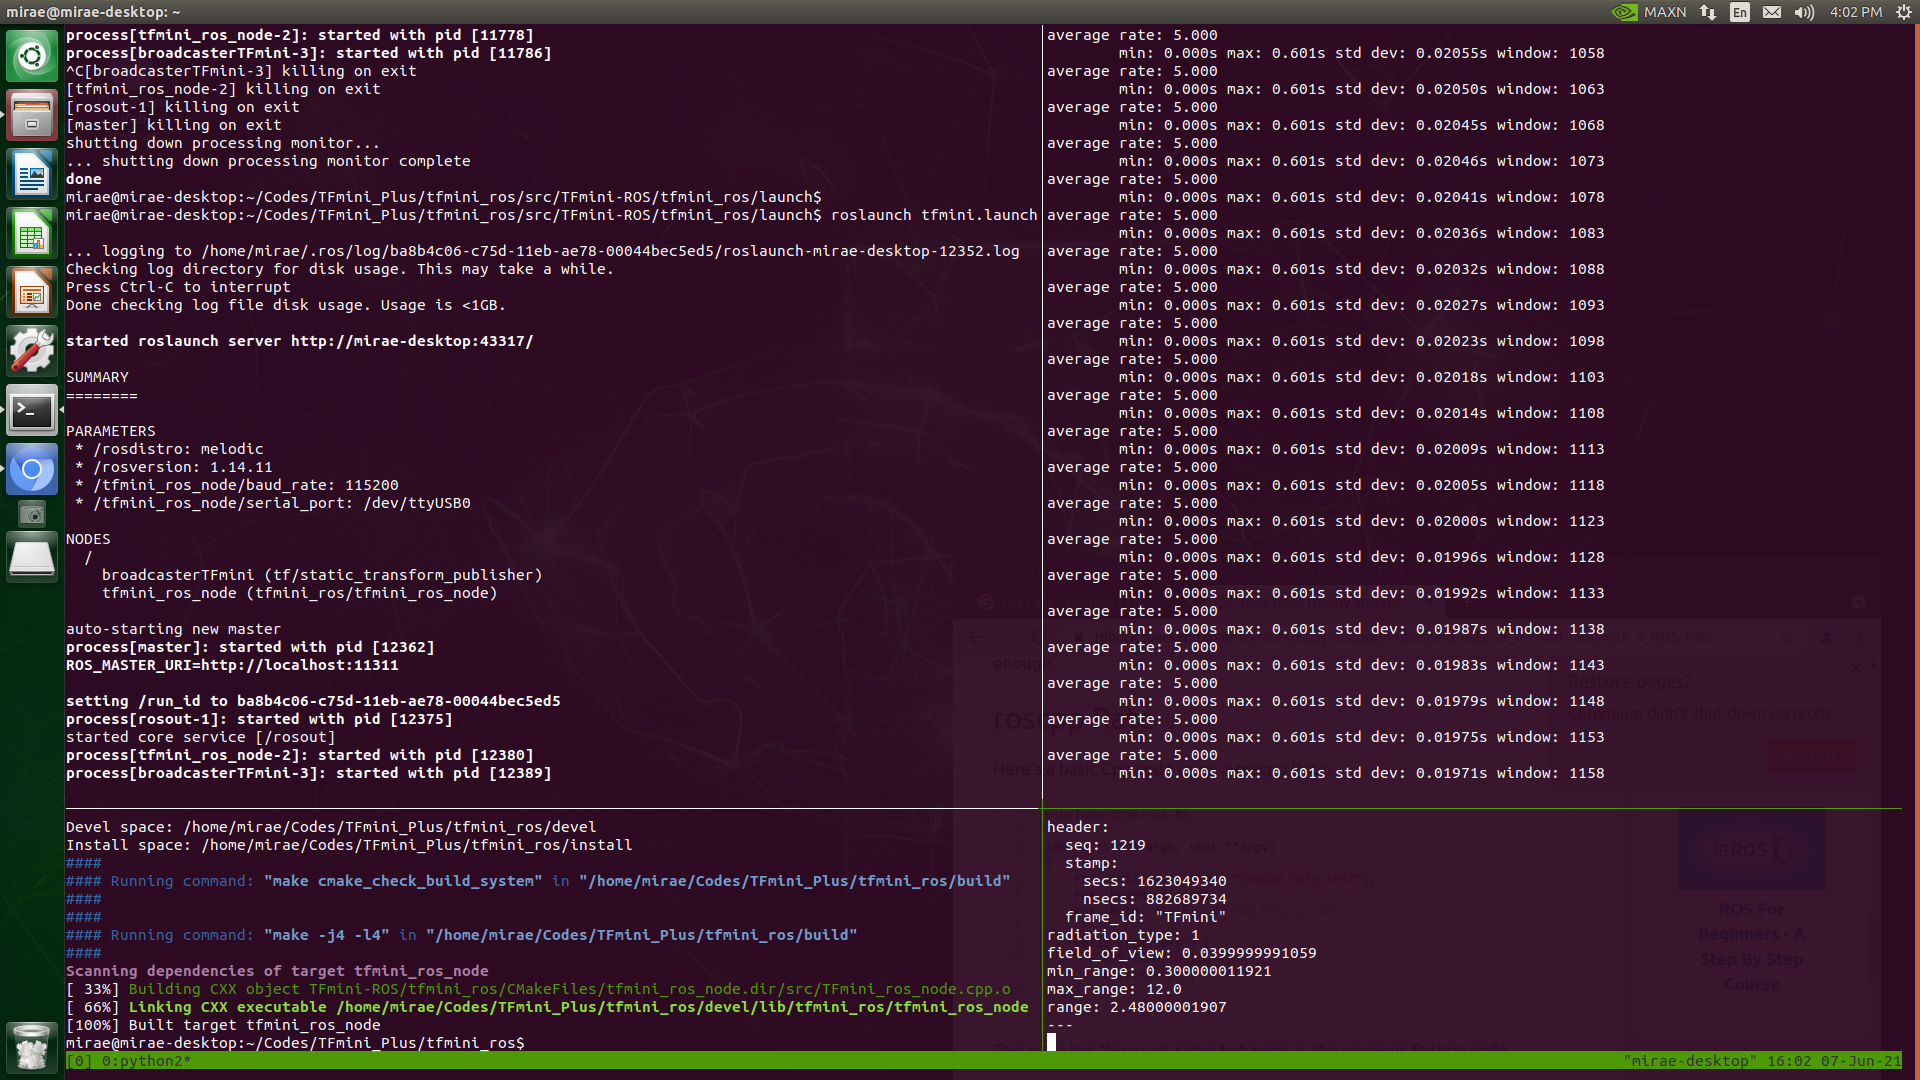 mirae@mirae-desktop: ~
MAXN
En
4:02 PM
process[tfmini_ros_node-2]: started with pid [11778]
process[broadcasterTFmini-3]: started with pid [11786]
^C[broadcasterTFmini-3] killing on exit
[tfmini_ros_node-2] killing on exit
[rosout-1] killing on exit
[master] killing on exit
shutting down processing monitor...
... shutting down processing monitor complete
done
mirae@mirae-desktop:~/Codes/TFmini_Plus/tfmini_ros/src/TFmini-ROS/tfmini_ros/launch$
mirae@mirae-desktop:~/Codes/TFmini_Plus/tfmini_ros/src/TFmini-ROS/tfmini_ros/launch$ roslaunch tfmini.launch
... logging to /home/mirae/.ros/log/ba8b4c06-c75d-11eb-ae78-00044bec5ed5/roslaunch-mirae-desktop-12352.log
Checking log directory for disk usage. This may take a while.
Press Ctrl-C to interrupt
Done checking log file disk usage. Usage is <1GB.
started roslaunch server http://mirae-desktop:43317/
SUMMARY
========
PARAMETERS
* /rosdistro: melodic
* /rosversion: 1.14.11
* /tfmini_ros_node/baud_rate: 115200
* /tfmini_ros_node/serial_port: /dev/ttyUSB0
NODES
/
broadcasterTFmini (tf/static_transform_publisher)
tfmini_ros_node (tfmini_ros/tfmini_ros_node)
auto-starting new master
process[master]: started with pid [12362]
ROS_MASTER_URI=http://localhost:11311
setting /run_id to ba8b4c06-c75d-11eb-ae78-00044bec5ed5
process[rosout-1]: started with pid [12375]
started core service [/rosout]
process[tfmini_ros_node-2]: started with pid [12380]
process[broadcasterTFmini-3]: started with pid [12389]
average rate: 5.000
min: 0.000s max: 0.601s std dev: 0.02055s window: 1058
average rate: 5.000
min: 0.000s max: 0.601s std dev: 0.02050s window: 1063
average rate: 5.000
min: 0.000s max: 0.601s std dev: 0.02045s window: 1068
average rate: 5.000
min: 0.000s max: 0.601s std dev: 0.02046s window: 1073
average rate: 5.000
min: 0.000s max: 0.601s std dev: 0.02041s window: 1078
average rate: 5.000
min: 0.000s max: 0.601s std dev: 0.02036s window: 1083
average rate: 5.000
min: 0.000s max: 0.601s std dev: 0.02032s window: 1088
average rate: 5.000
min: 0.000s max: 0.601s std dev: 0.02027s window: 1093
average rate: 5.000
min: 0.000s max: 0.601s std dev: 0.02023s window: 1098
average rate: 5.000
min: 0.000s max: 0.601s std dev: 0.02018s window: 1103
average rate: 5.000
min: 0.000s max: 0.601s std dev: 0.02014s window: 1108
average rate: 5.000
min: 0.000s max: 0.601s std dev: 0.02009s window: 1113
average rate: 5.000
min: 0.000s max: 0.601s std dev: 0.02005s window: 1118
average rate: 5.000
min: 0.000s max: 0.601s std dev: 0.02000s window: 1123
average rate: 5.000
min: 0.000s max: 0.601s std dev: 0.01996s window: 1128
average rate: 5.000
min: 0.000s max: 0.601s std dev: 0.01992s window: 1133
average rate: 5.000
min: 0.000s max: 0.601s std dev: 0.01987s window: 1138
average rate: 5.000
min: 0.000s max: 0.601s std dev: 0.01983s window: 1143
average rate: 5.000
min: 0.000s max: 0.601s std dev: 0.01979s window: 1148
average rate: 5.000
min: 0.000s max: 0.601s std dev: 0.01975s window: 1153
average rate: 5.000
min: 0.000s max: 0.601s std dev: 0.01971s window: 1158
Restore pages?
Chromium didn't shut down correctly.
Restore
Devel space: /home/mirae/Codes/TFmini_Plus/tfmini_ros/devel
Install space: /home/mirae/Codes/TFmini_Plus/tfmini_ros/install
####
#### Running command: "make cmake_check_build_system" in "/home/mirae/Codes/TFmini_Plus/tfmini_ros/build"
####
####
#### Running command: "make -j4 -l4" in "/home/mirae/Codes/TFmini_Plus/tfmini_ros/build"
####
Scanning dependencies of target tfmini_ros_node
[ 33%] Building CXX object TFmini-ROS/tfmini_ros/CMakeFiles/tfmini_ros_node.dir/src/TFmini_ros_node.cpp.o
[ 66%] Linking CXX executable /home/mirae/Codes/TFmini_Plus/tfmini_ros/devel/lib/tfmini_ros/tfmini_ros_node
[100%] Built target tfmini_ros_node
mirae@mirae-desktop:~/Codes/TFmini_Plus/tfmini_ros$
header:
seq: 1219
stamp:
secs: 1623049340
nsecs: 882689734
frame_id: "TFmini"
radiation_type: 1
field_of_view: 0.0399999991059
min_range: 0.300000011921
max_range: 12.0
range: 2.48000001907
---
ROS
ROS For
Beginners - A
Step By Step
Course
[0] 0:python2*
"mirae-desktop" 16:02 07-Jun-21